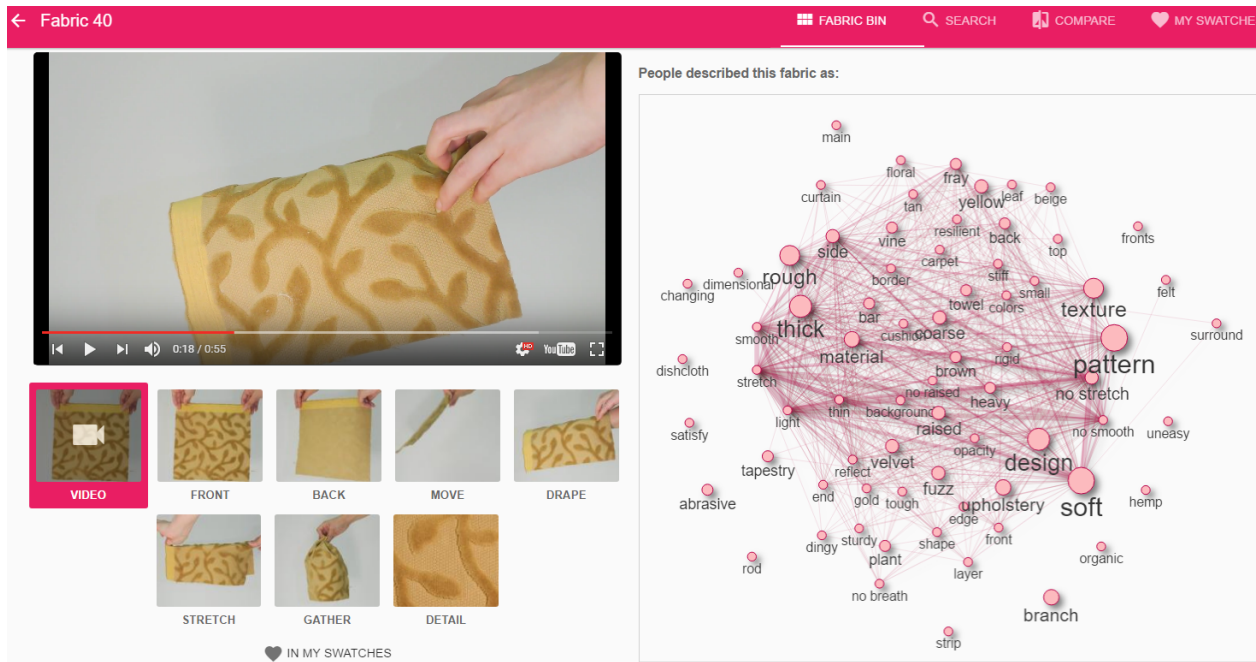 Fabric 40
FABRIC BIN
SEARCH
COMPARE
MY SWATCHE
0:18 / 0:55
HD
YouTube
VIDEO
FRONT
BACK
MOVE
DRAPE
STRETCH
GATHER
DETAIL
IN MY SWATCHES
People described this fabric as:
main
floral
fray
curtain
tan
yellow
leaf
beige
vine
resilient
back
top
fronts
side
rough
border
carpet
stiff
small
felt
changing
dimensional
towel
colors
texture
thick
bar
cushion
coarse
surround
smooth
material
rigid
pattern
dishcloth
stretch
brown
no raised
heavy
no stretch
light
thin
background
raised
no smooth
uneasy
satisfy
opacity
design
tapestry
reflect
velvet
fuzz
upholstery
soft
hemp
abrasive
end
gold
tough
edge
dingy
sturdy
plant
shape
front
organic
rod
layer
no breath
branch
strip